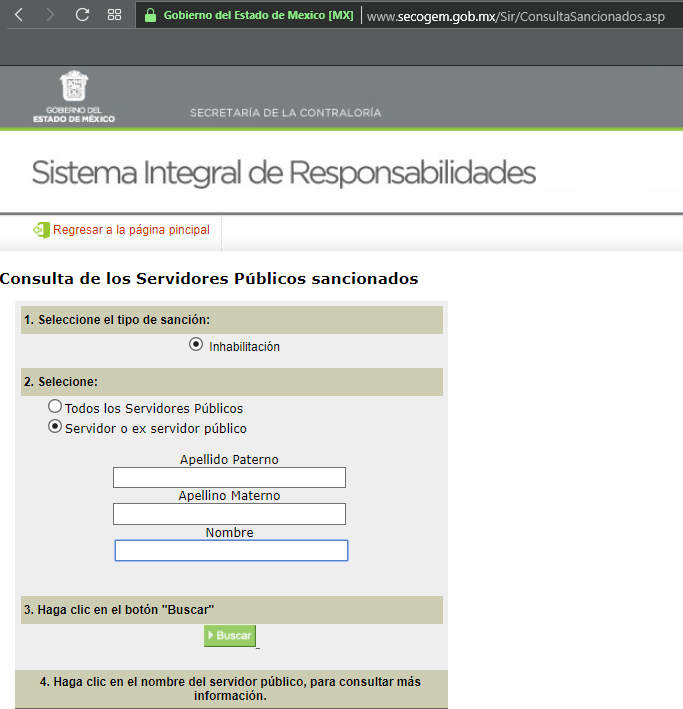 Gobierno del Estado de Mexico [MX] www.secogem.gob.mx/Sir/ConsultaSancionados.asp
GOBIERNO DEL
ESTADO DE MÉXICO
SECRETARÍA DE LA CONTRALORÍA
Sistema Integral de Responsabilidades
Regresar a la página pincipal
Consulta de los Servidores Públicos sancionados
1. Seleccione el tipo de sanción:
Inhabilitación
2. Selecione:
Todos los Servidores Públicos
Servidor o ex servidor público
Apellido Paterno
Apellino Materno
Nombre
3. Haga clic en el botón "Buscar"
Buscar
4. Haga clic en el nombre del servidor público, para consultar más
información.